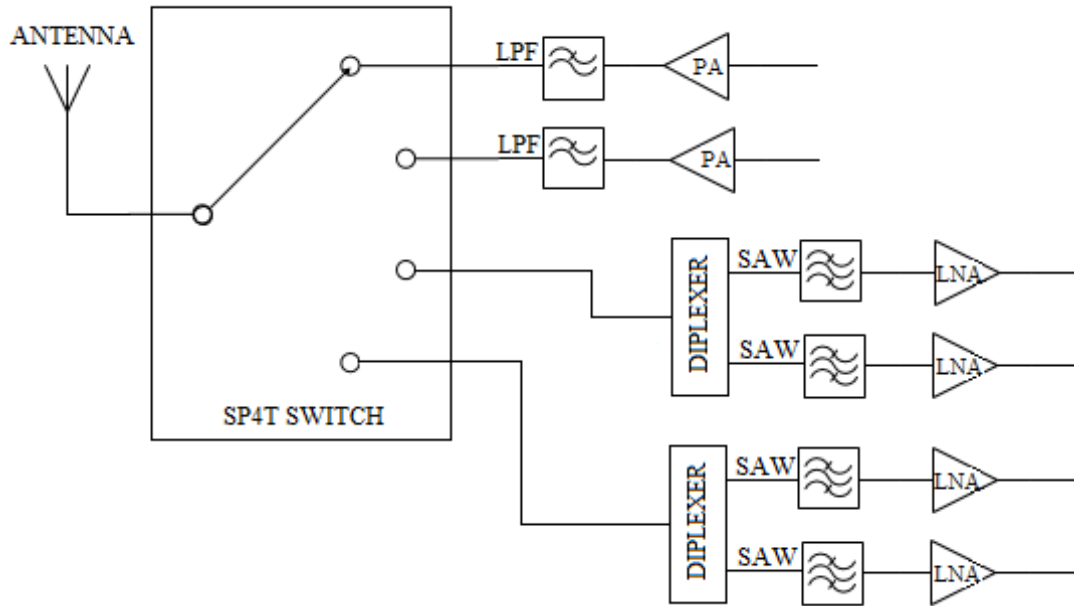 ANTENNA
LPF
PA
LPF
PA
SAW
LNA
DIPLEXER
SAW
LNA
SP4T SWITCH
SAW
LNA
DIPLEXER
SAW
LNA